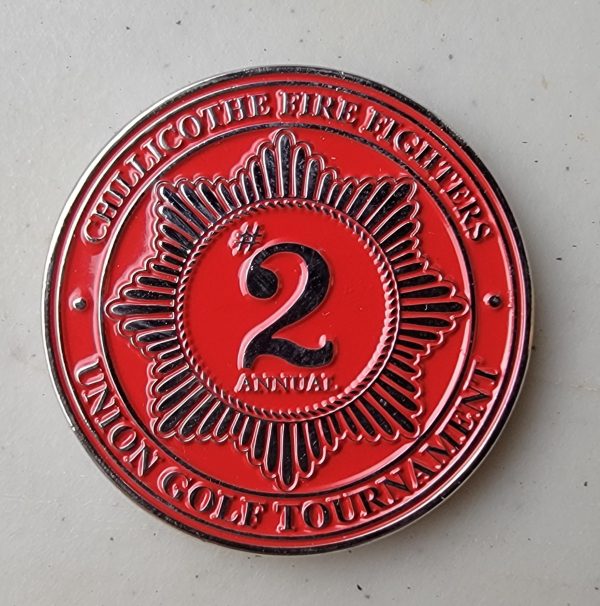 CHILLICOTHE FIRE FIGHTERS
#2
ANNUAL
UNION GOLF TOURNAMENT